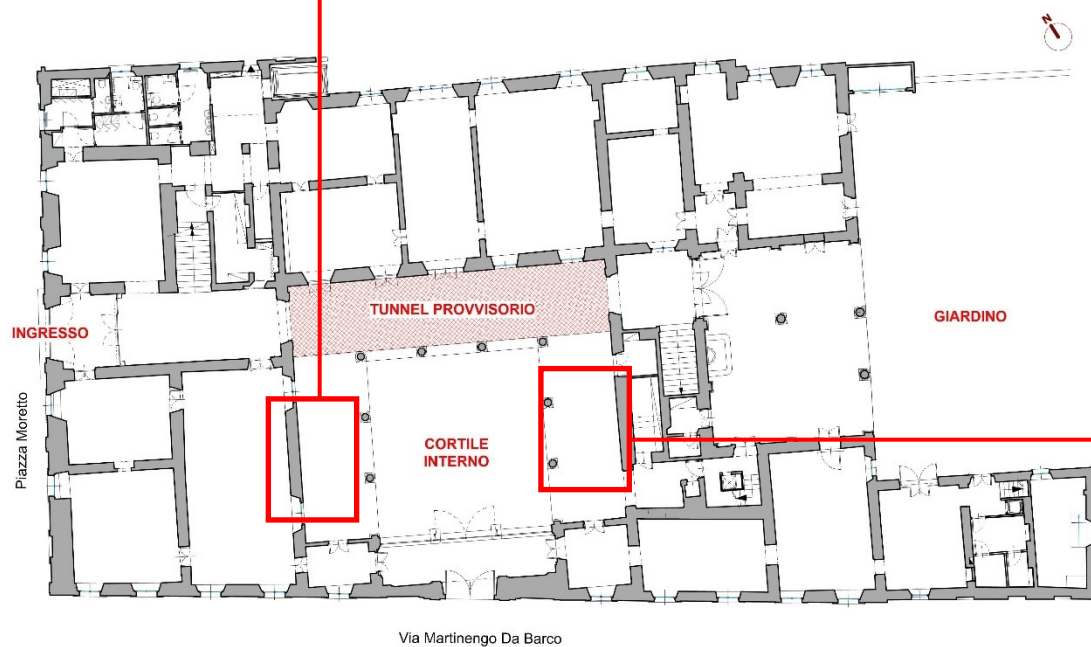 N
TUNNEL PROVVISORIO
INGRESSO
GIARDINO
Piazza Moretto
CORTILE
INTERNO
Via Martinengo Da Barco